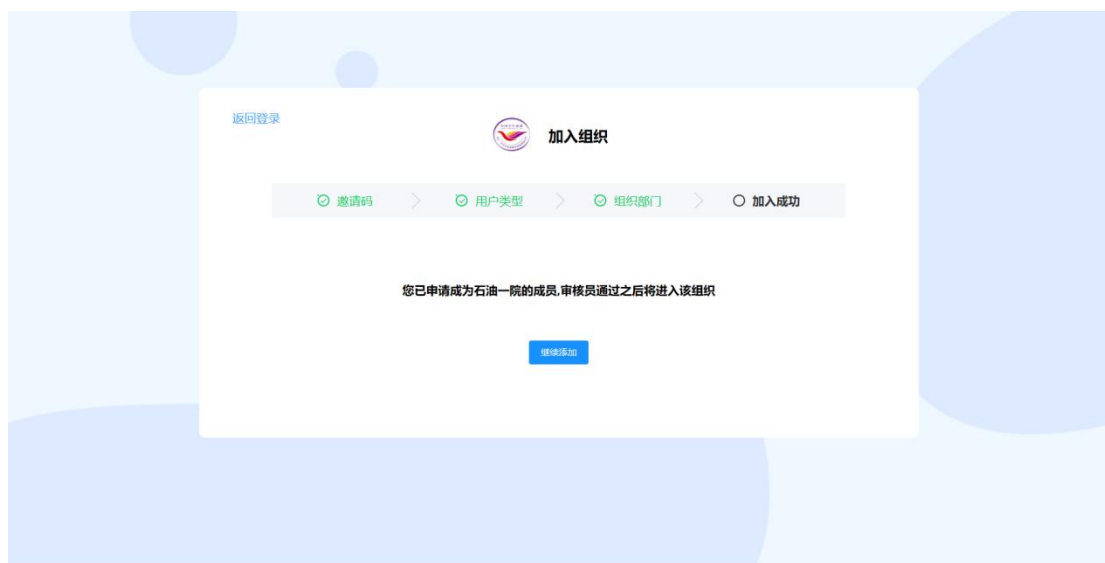 返回登录
加入组织
邀请码
用户类型
组织部门
加入成功
您已申请成为石油一院的成员,审核员通过之后将进入该组织
继续添加